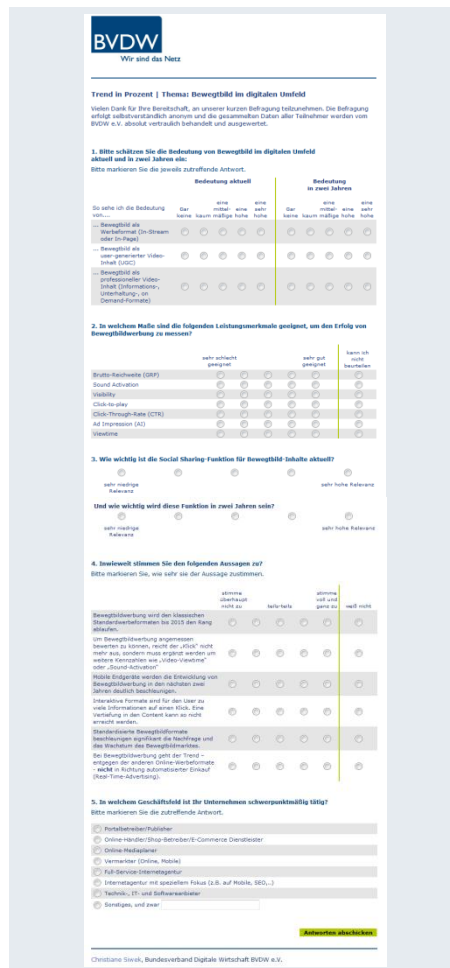 BVDW
Wir sind das Netz
Trend in Prozent | Thema: Bewegtbild im digitalen Umfeld
Vielen Dank für Ihre Bereitschaft, an unserer kurzen Befragung teilzunehmen. Die Befragung
erfolgt selbstverständlich anonym und die gesammelten Daten aller Teilnehmer werden vom
BVDW e.V. absolut vertraulich behandelt und ausgewertet.
1. Bitte schätzen Sie die Bedeutung von Bewegtbild im digitalen Umfeld
aktuell und in zwei Jahren ein:
Bitte markieren Sie die jeweils zutreffende Antwort.
Bedeutung aktuell Bedeutung
in zwei Jahren
So sehe ich die Bedeutung
von....
Gar
keine
kaum
eine
mittel-
mäßige
eine
hohe
eine
sehr
hohe
Gar
keine
kaum
eine
mittel-
mäßige
eine
hohe
eine
sehr
hohe
... Bewegtbild als
Werbeformat (In-Stream
oder In-Page)
... Bewegtbild als
user-generierter Video-
Inhalt (UGC)
... Bewegtbild als
professioneller Video-
Inhalt (Informations-,
Unterhaltung-, on
Demand-Formate)
2. In welchem Maße sind die folgenden Leistungsmerkmale geeignet, um den Erfolg von
Bewegtbildwerbung zu messen?
sehr schlecht
geeignet
sehr gut
geeignet
kann ich
nicht
beurteilen
Brutto-Reichweite (GRP)
Sound Activation
Visibility
Click-to-play
Click-Through-Rate (CTR)
Ad Impression (AI)
Viewtime
3. Wie wichtig ist die Social Sharing-Funktion für Bewegtbild-Inhalte aktuell?
sehr niedrige
Relevanz
sehr hohe Relevanz
Und wie wichtig wird diese Funktion in zwei Jahren sein?
sehr niedrige
Relevanz
sehr hohe Relevanz
4. Inwieweit stimmen Sie den folgenden Aussagen zu?
Bitte markieren Sie, wie sehr sie der Aussage zustimmen.
stimme
überhaupt
nicht zu
teils-teils
stimme
voll und
ganz zu
weiß nicht
Bewegtbildwerbung wird den klassischen
Standardwerbeformaten bis 2015 den Rang
ablaufen.
Um Bewegtbildwerbung angemessen
bewerten zu können, reicht der „Klick" nicht
mehr aus, sondern muss ergänzt werden um
weitere Kennzahlen wie „Video-Viewtime"
oder „Sound-Activation"
Mobile Endgeräte werden die Entwicklung von
Bewegtbildwerbung in den nächsten zwei
Jahren deutlich beschleunigen.
Interaktive Formate sind für den User zu
viele Informationen auf einen Klick. Eine
Vertiefung in den Content kann so nicht
erreicht werden.
Standardisierte Bewegtbildformate
beschleunigen signifikant die Nachfrage und
das Wachstum des Bewegtbildmarktes.
Bei Bewegtbildwerbung geht der Trend –
entgegen der anderen Online-Werbeformate
– nicht in Richtung automatisierter Einkauf
(Real-Time-Advertising).
5. In welchem Geschäftsfeld ist Ihr Unternehmen schwerpunktmäßig tätig?
Bitte markieren Sie die zutreffende Antwort.
Portalbetreiber/Publisher
Online-Händler/Shop-Betreiber/E-Commerce Dienstleister
Online-Mediaplaner
Vermarkter (Online, Mobile)
Full-Service-Internetagentur
Internetagentur mit speziellem Fokus (z.B. auf Mobile, SEO,..)
Technik-, IT- und Softwareanbieter
Sonstiges, und zwar
Antworten abschicken
Christiane Siwek, Bundesverband Digitale Wirtschaft BVDW e.V.